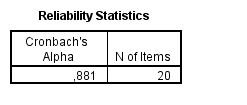 Reliability Statistics
Cronbach's
Alpha N of Items
,881 20